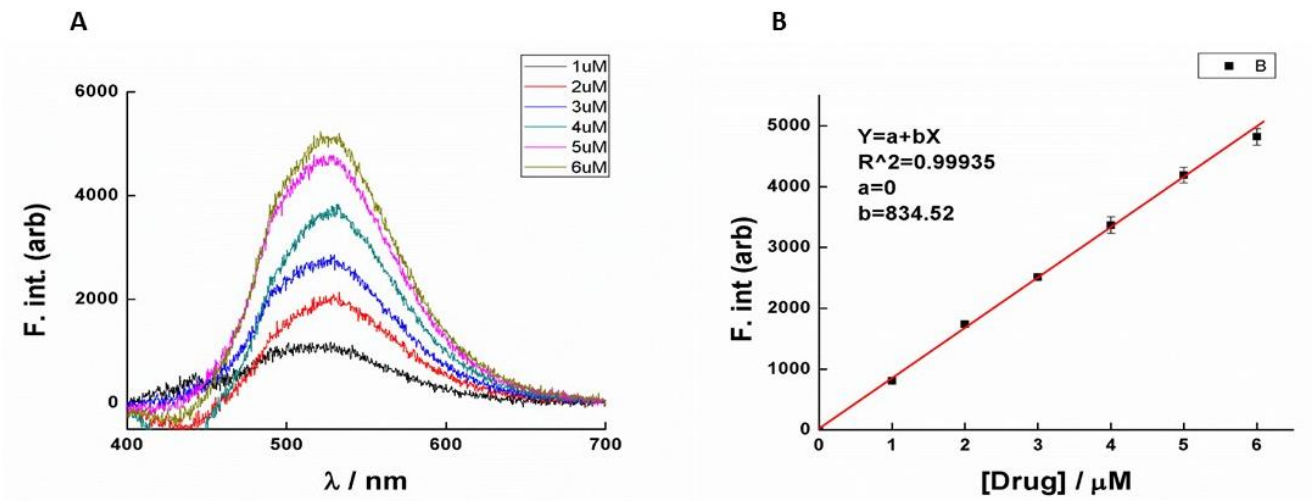 A
6000
4000
2000
0
400
500
600
700
F. int. (arb)
λ / nm
1uM
2uM
3uM
4uM
5uM
6uM
B
B
Y=a+bX
R^2=0.99935
a=0
b=834.52
5000
4000
3000
2000
1000
0
0
1
2
3
4
5
6
F. int (arb)
[Drug] / μM